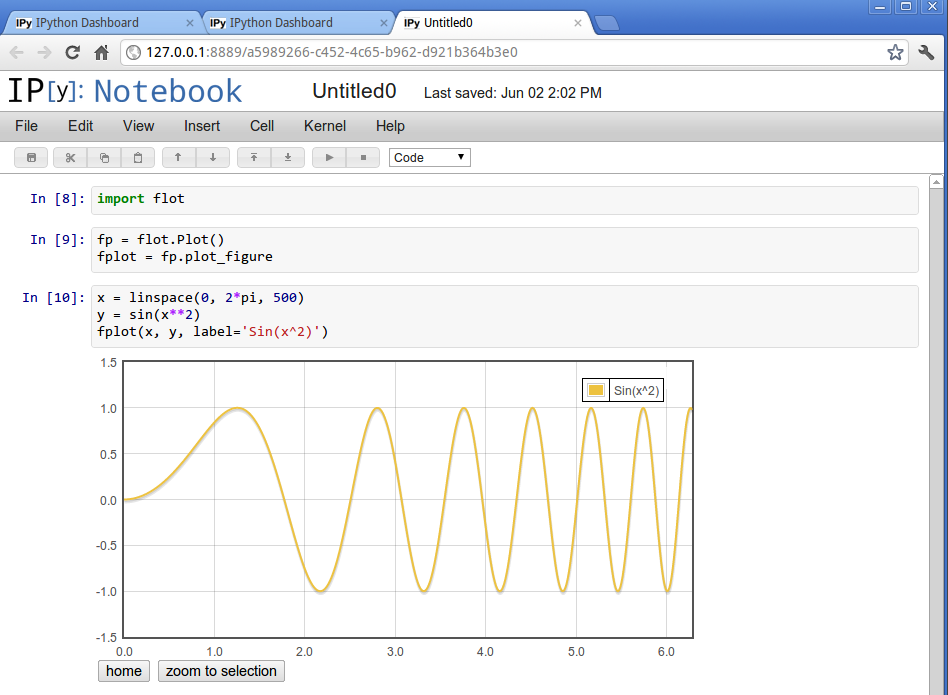 IPy IPython Dashboard
IPy IPython Dashboard
IPy Untitled0
127.0.0.1:8889/a5989266-c452-4c65-b962-d921b364b3e0
IP[y]: Notebook Untitled0 Last saved: Jun 02 2:02 PM
File Edit View Insert Cell Kernel Help
Code
In [8]: import flot
In [9]: fp = flot.Plot()
fplot = fp.plot_figure
In [10]: x = linspace(0, 2*pi, 500)
y = sin(x**2)
fplot(x, y, label='Sin(x^2)')
1.5
Sin(x^2)
1.0
0.5
0.0
-0.5
-1.0
-1.5
0.0 1.0 2.0 3.0 4.0 5.0 6.0
home zoom to selection